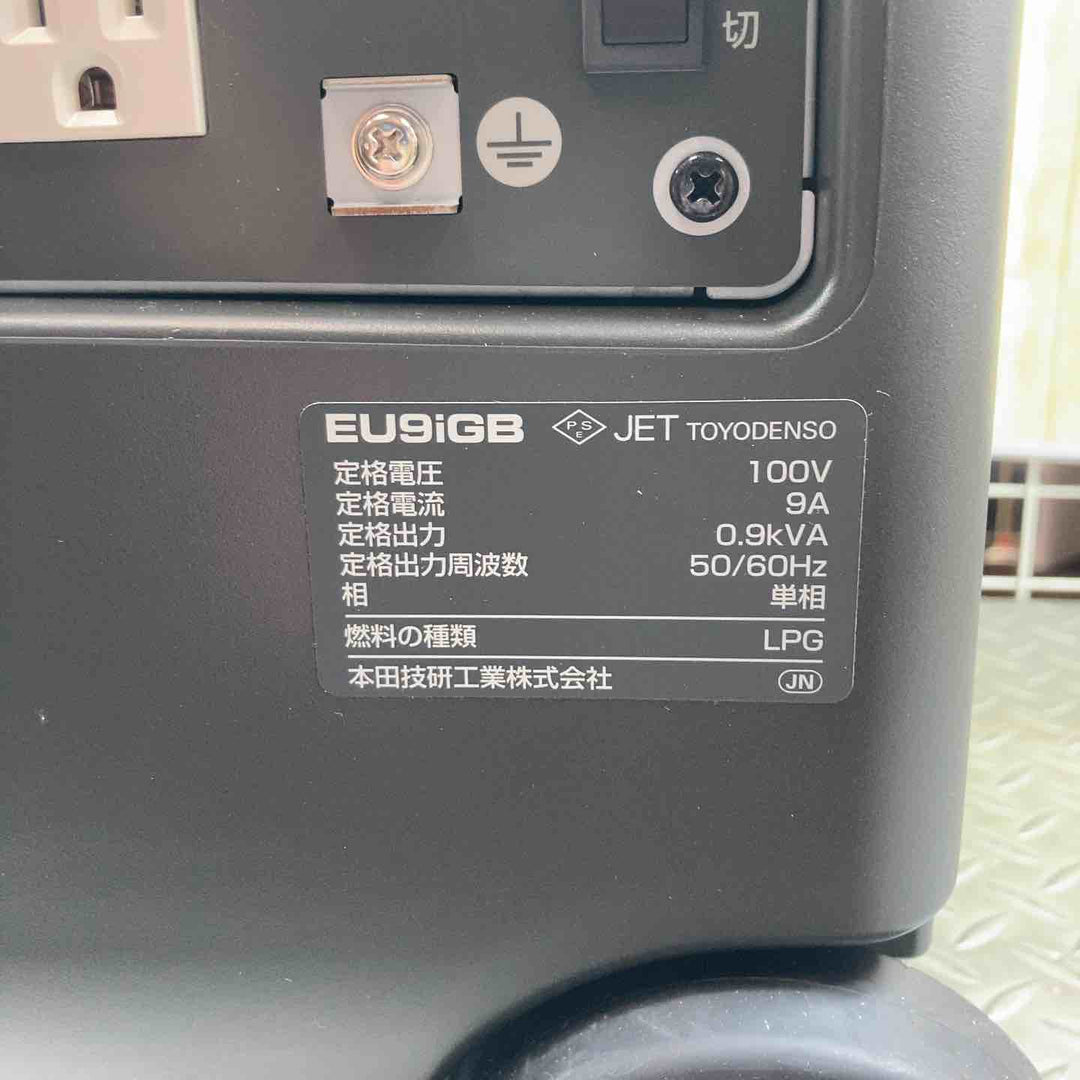 切
EU9iGB PSE JET TOYODENSO
定格電圧 100V
定格電流 9A
定格出力 0.9kVA
定格出力周波数 50/60Hz
相 単相
燃料の種類 LPG
本田技研工業株式会社 JN